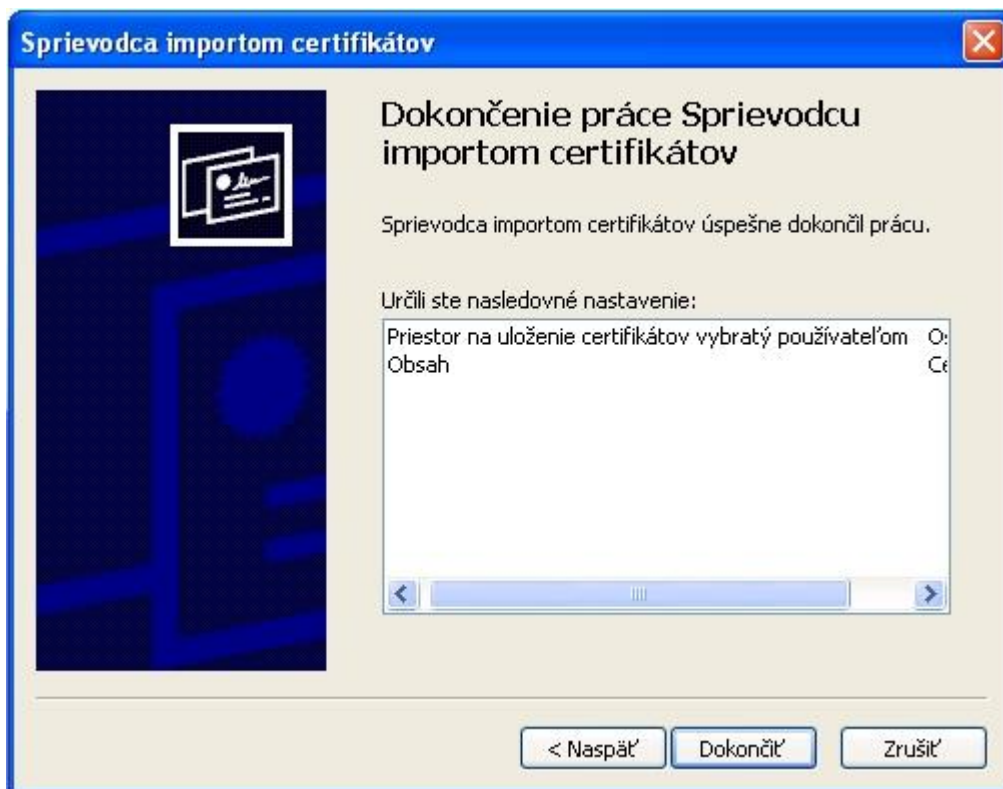 Sprievodca importom certifikátov
Dokončenie práce Sprievodcu
importom certifikátov
Sprievodca importom certifikátov úspešne dokončil prácu.
Určili ste nasledovné nastavenie:
Priestor na uloženie certifikátov vybratý používateľom
Obsah
< Naspäť Dokončiť Zrušiť